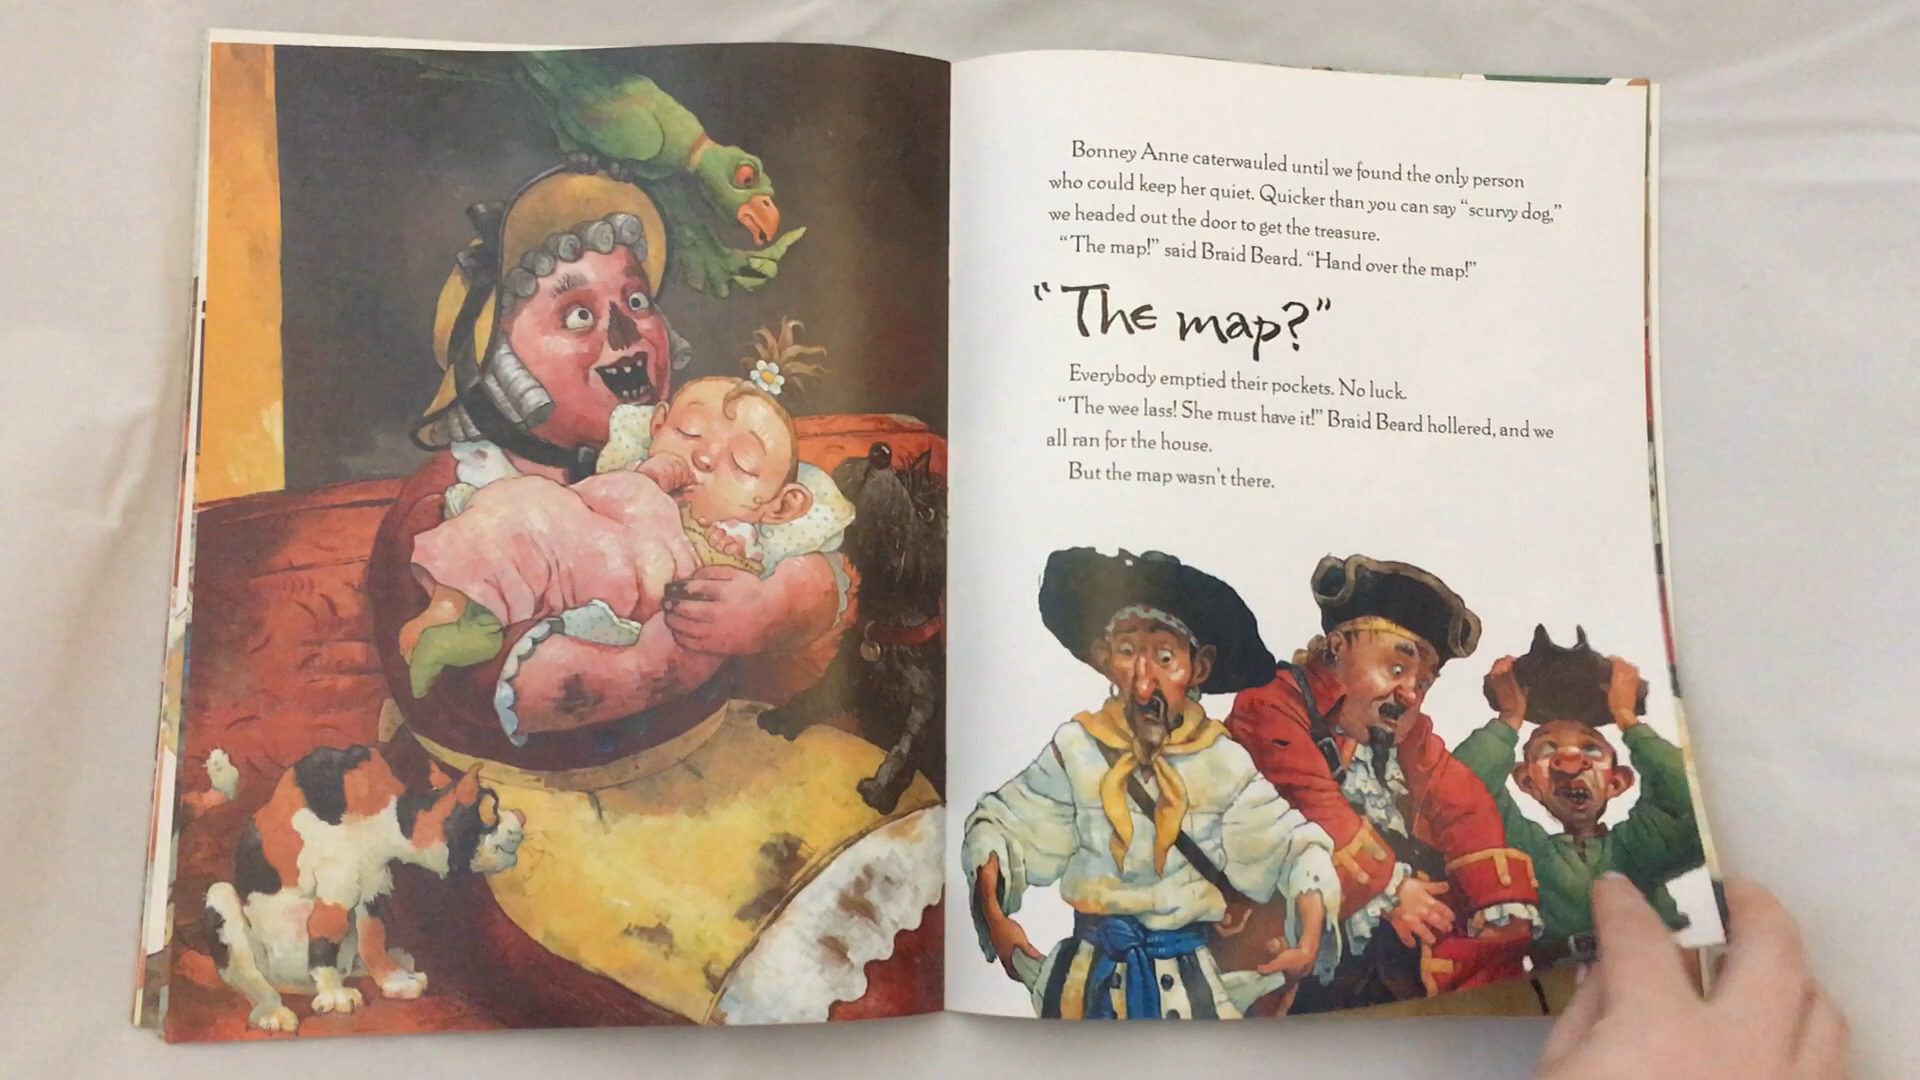 Bonney Anne caterwauled until we found the only person
who could keep her quiet. Quicker than you can say “scurvy dog,”
we headed out the door to get the treasure.
“The map!” said Braid Beard. “Hand over the map!”
“The map?”
Everybody emptied their pockets. No luck.
“The wee lass! She must have it!” Braid Beard hollered, and we
all ran for the house.
But the map wasn’t there.